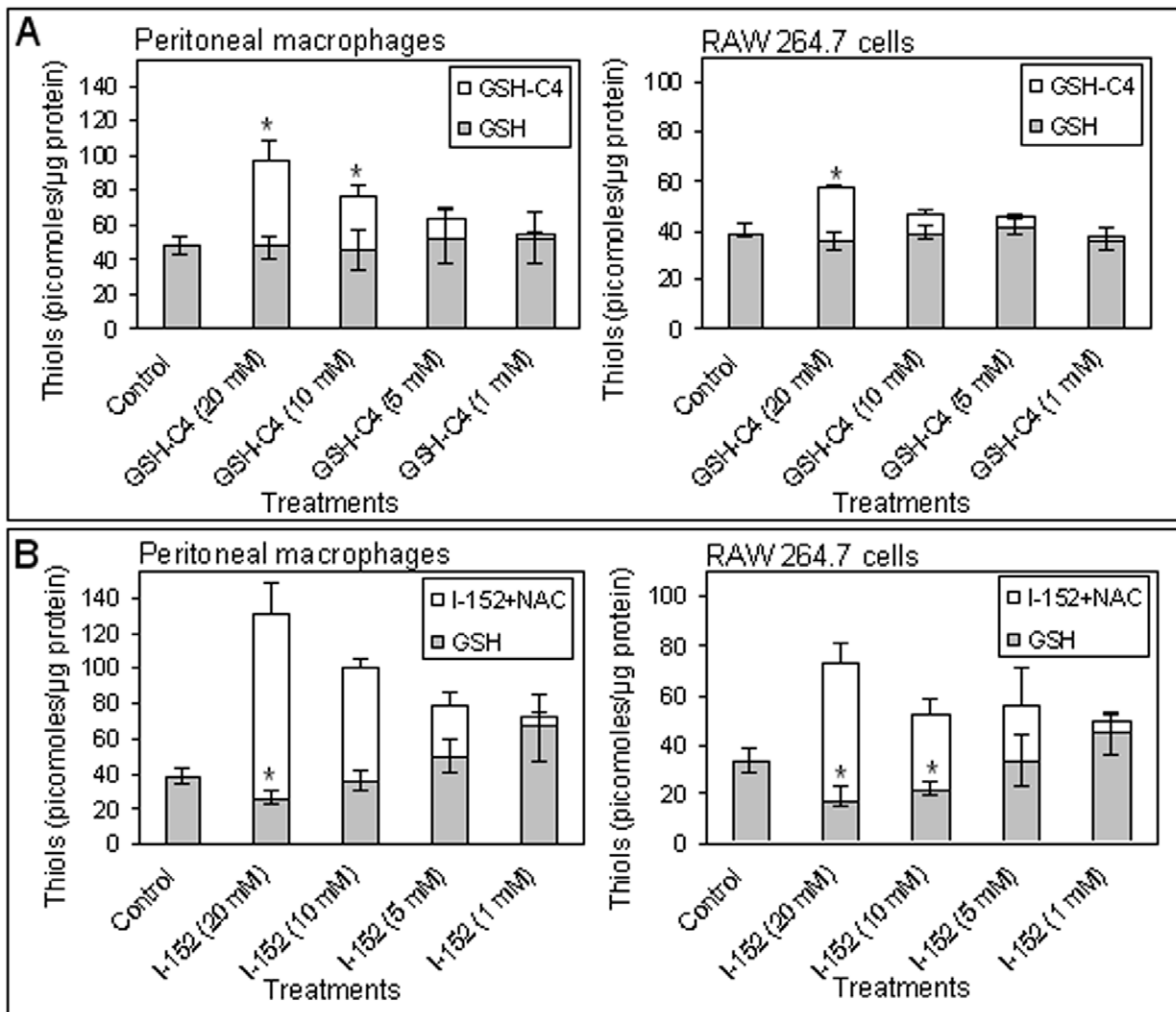 A
Peritoneal macrophages
Thiols (picomoles/µg protein)
140
120
100
80
60
40
20
0
GSH-C4
GSH
*
*
Control
GSH-C4 (20 mM)
GSH-C4 (10 mM)
GSH-C4 (5 mM)
GSH-C4 (1 mM)
Treatments
RAW 264.7 cells
Thiols (picomoles/µg protein)
100
80
60
40
20
0
GSH-C4
GSH
*
Control
GSH-C4 (20 mM)
GSH-C4 (10 mM)
GSH-C4 (5 mM)
GSH-C4 (1 mM)
Treatments
B
Peritoneal macrophages
Thiols (picomoles/µg protein)
140
120
100
80
60
40
20
0
I-152+NAC
GSH
*
Control
I-152 (20 mM)
I-152 (10 mM)
I-152 (5 mM)
I-152 (1 mM)
Treatments
RAW 264.7 cells
Thiols (picomoles/µg protein)
100
80
60
40
20
0
I-152+NAC
GSH
*
*
Control
I-152 (20 mM)
I-152 (10 mM)
I-152 (5 mM)
I-152 (1 mM)
Treatments